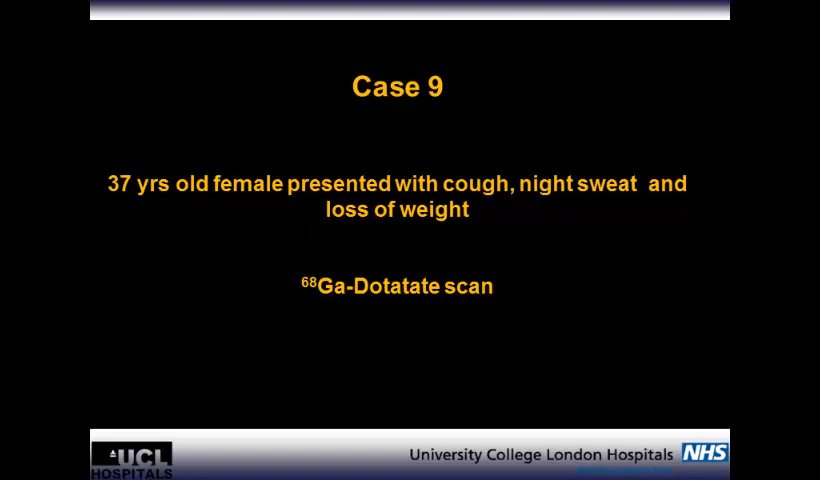 Case 9
37 yrs old female presented with cough, night sweat and
loss of weight
68Ga-Dotatate scan
UCL
HOSPITALS
University College London Hospitals NHS